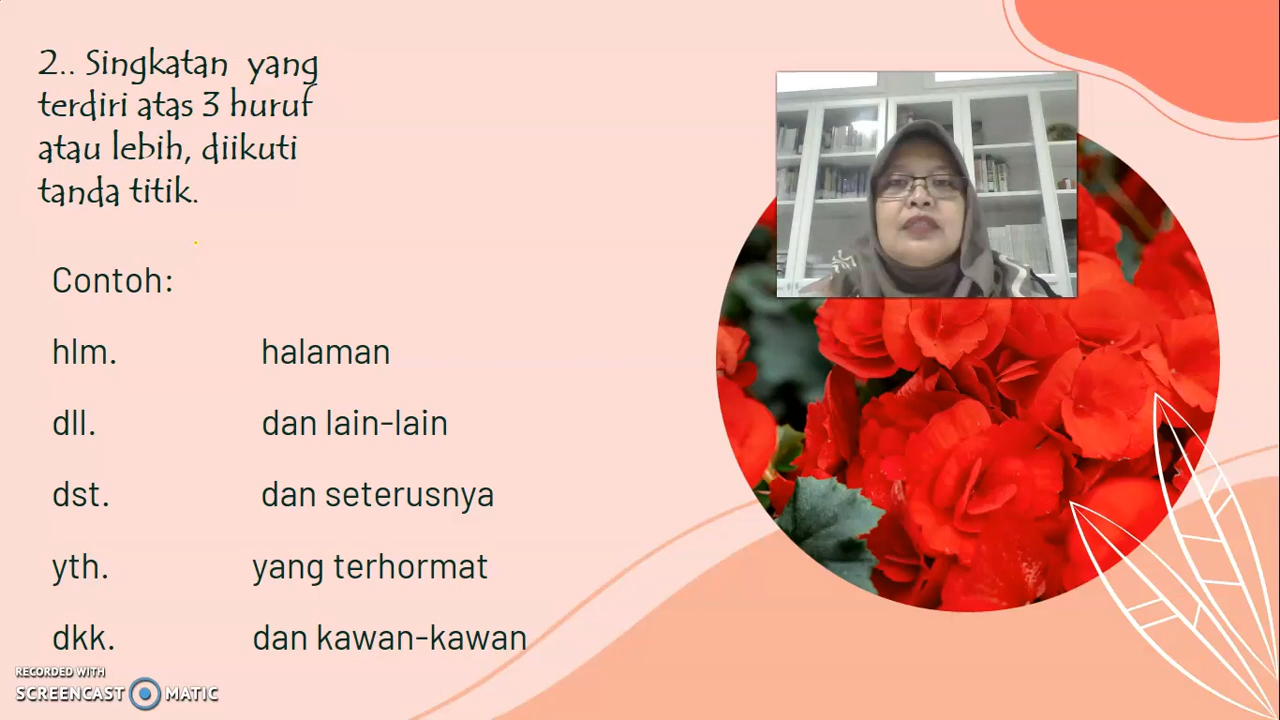 2.. Singkatan yang
terdiri atas 3 huruf
atau lebih, diikuti
tanda titik.
Contoh:
hlm. halaman
dll. dan lain-lain
dst. dan seterusnya
yth. yang terhormat
dkk. dan kawan-kawan
RECORDED WITH
SCREENCAST MATIC